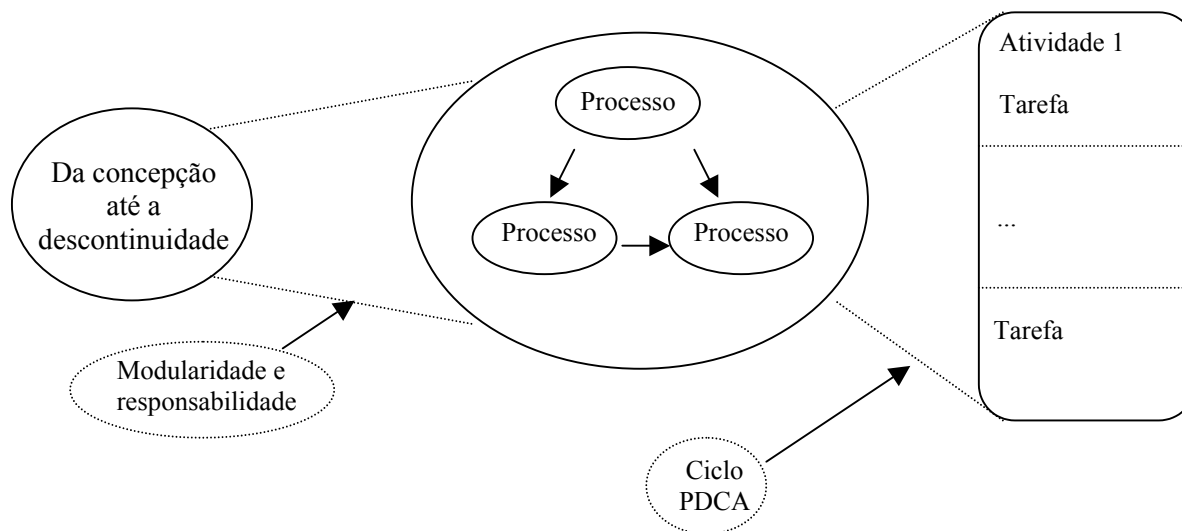 Da concepção
até a
descontinuidade
Modularidade e
responsabilidade
Processo
Processo
Processo
Ciclo
PDCA
Atividade 1
Tarefa
...
Tarefa